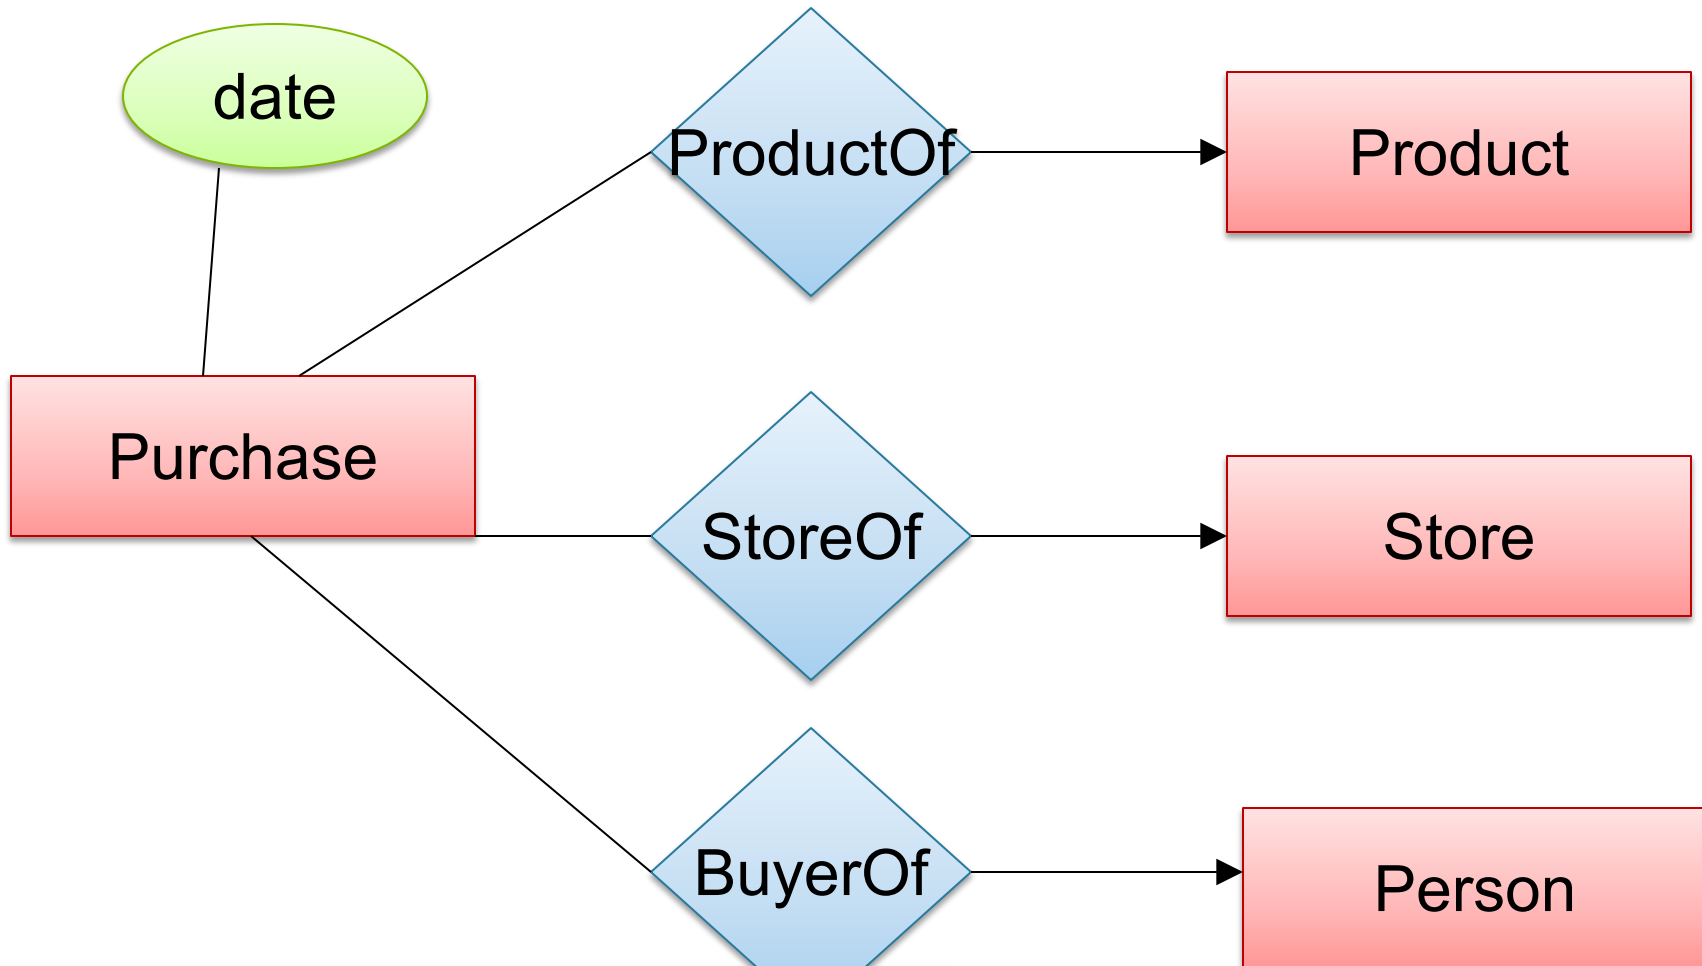 date
ProductOf
Product
Purchase
StoreOf
Store
BuyerOf
Person